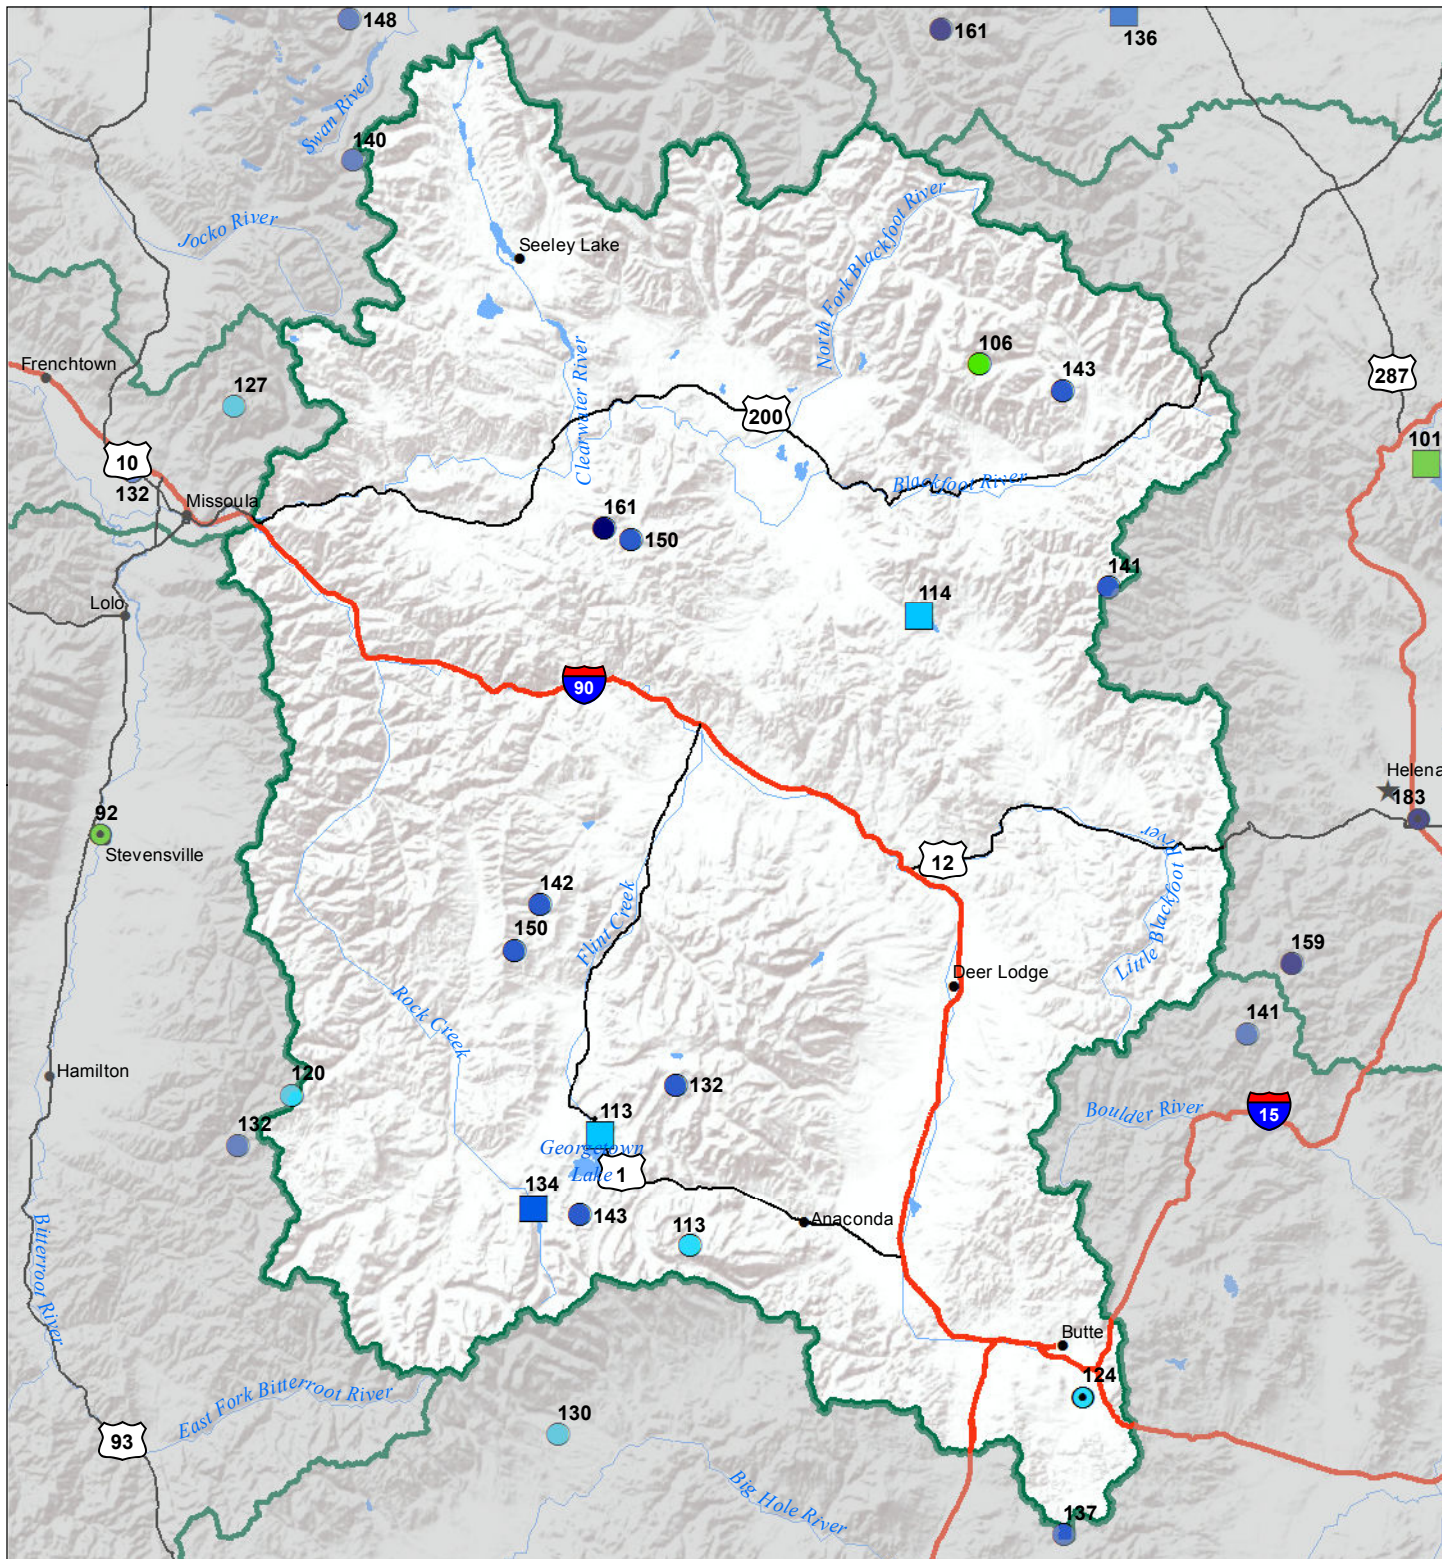 148
161
136
Swan River
140
Jocko River
Seeley Lake
North Fork Blackfoot River
Frenchtown
127
Clearwater River
106
143
287
200
10
132
101
Blackfoot River
Missoula
161
150
141
114
Lolo
90
Helena
183
92
Stevensville
12
Little Blackfoot River
142
150
Flint Creek
159
Deer Lodge
Rock Creek
141
Hamilton
120
132
132
113
Boulder River
15
Georgetown
Lake
1
134
143
113
Anaconda
Bitterroot River
Butte
124
East Fork Bitterroot River
130
93
Big Hole River
137